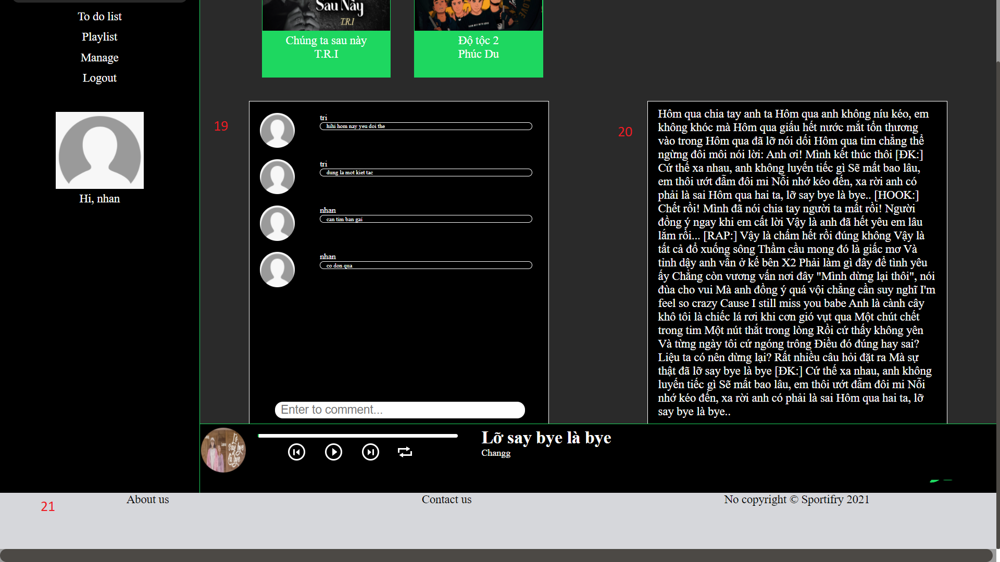 To do list
Playlist
Manage
Logout
Hi, nhan
Sau Này
T.R.I
Chúng ta sau này
T.R.I
LOVE
Độ tộc 2
Phúc Du
19
tri
hihi hom nay yeu doi the
tri
dung la mot kiet tac
nhan
can tim ban gai
nhan
co don qua
Enter to comment...
20
Hôm qua chia tay anh ta Hôm qua anh không níu kéo, em
không khóc mà Hôm qua giấu hết nước mắt tổn thương
vào trong Hôm qua đã lỡ nói dối Hôm qua tim chẳng thể
ngừng đôi môi nói lời: Anh ơi! Mình kết thúc thôi [ĐK:]
Cứ thế xa nhau, anh không luyến tiếc gì Sẽ mất bao lâu,
em thôi ướt đẫm đôi mi Nỗi nhớ kéo đến, xa rời anh có
phải là sai Hôm qua hai ta, lỡ say bye là bye.. [HOOK:]
Chết rồi! Mình đã nói chia tay người ta mất rồi! Người
đồng ý ngay khi em cất lời Vậy là anh đã hết yêu em lâu
lắm rồi... [RAP:] Vậy là chấm hết rồi đúng không Vậy là
tất cả đổ xuống sông Thầm cầu mong đó là giấc mơ Và
tỉnh dậy anh vẫn ở kế bên X2 Phải làm gì đây để tình yêu
ấy Chẳng còn vương vấn nơi đây "Mình dừng lại thôi", nói
đùa cho vui Mà anh đồng ý quá vội chẳng cần suy nghĩ I'm
feel so crazy Cause I still miss you babe Anh là cành cây
khô tôi là chiếc lá rơi khi cơn gió vụt qua Một chút chết
trong tim Một nút thắt trong lòng Rồi cứ thấy không yên
Và từng ngày tôi cứ ngóng trông Điều đó đúng hay sai?
Liệu ta có nên dừng lại? Rất nhiều câu hỏi đặt ra Mà sự
thật đã lỡ say bye là bye [ĐK:] Cứ thế xa nhau, anh không
luyến tiếc gì Sẽ mất bao lâu, em thôi ướt đẫm đôi mi Nỗi
nhớ kéo đến, xa rời anh có phải là sai Hôm qua hai ta, lỡ
say bye là bye..
Lỡ
say bye
là bye
Lỡ say bye là bye
Changg
21
About us
Contact us
No copyright © Sportifry 2021